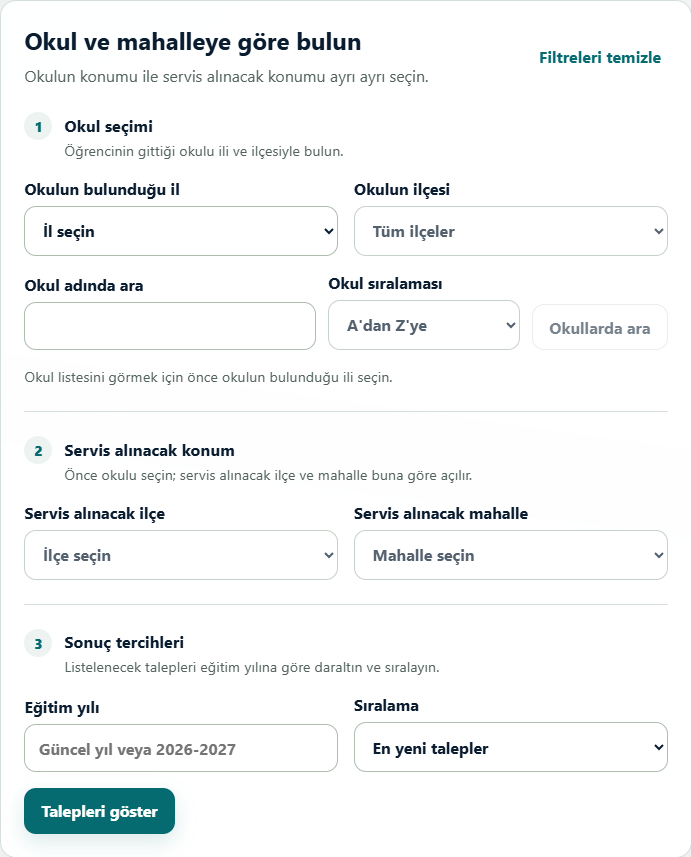 Okul ve mahalleye göre bulun
Filtreleri temizle
Okulun konumu ile servis alınacak konumu ayrı ayrı seçin.
1 Okul seçimi
Öğrencinin gittiği okulu ili ve ilçesiyle bulun.
Okulun bulunduğu il
Okulun ilçesi
İl seçin
Tüm ilçeler
Okul adında ara
Okul sıralaması
A'dan Z'ye
Okullarda ara
Okul listesini görmek için önce okulun bulunduğu ili seçin.
2 Servis alınacak konum
Önce okulu seçin; servis alınacak ilçe ve mahalle buna göre açılır.
Servis alınacak ilçe
Servis alınacak mahalle
İlçe seçin
Mahalle seçin
3 Sonuç tercihleri
Listelenecek talepleri eğitim yılına göre daraltın ve sıralayın.
Eğitim yılı
Sıralama
Güncel yıl veya 2026-2027
En yeni talepler
Talepleri göster